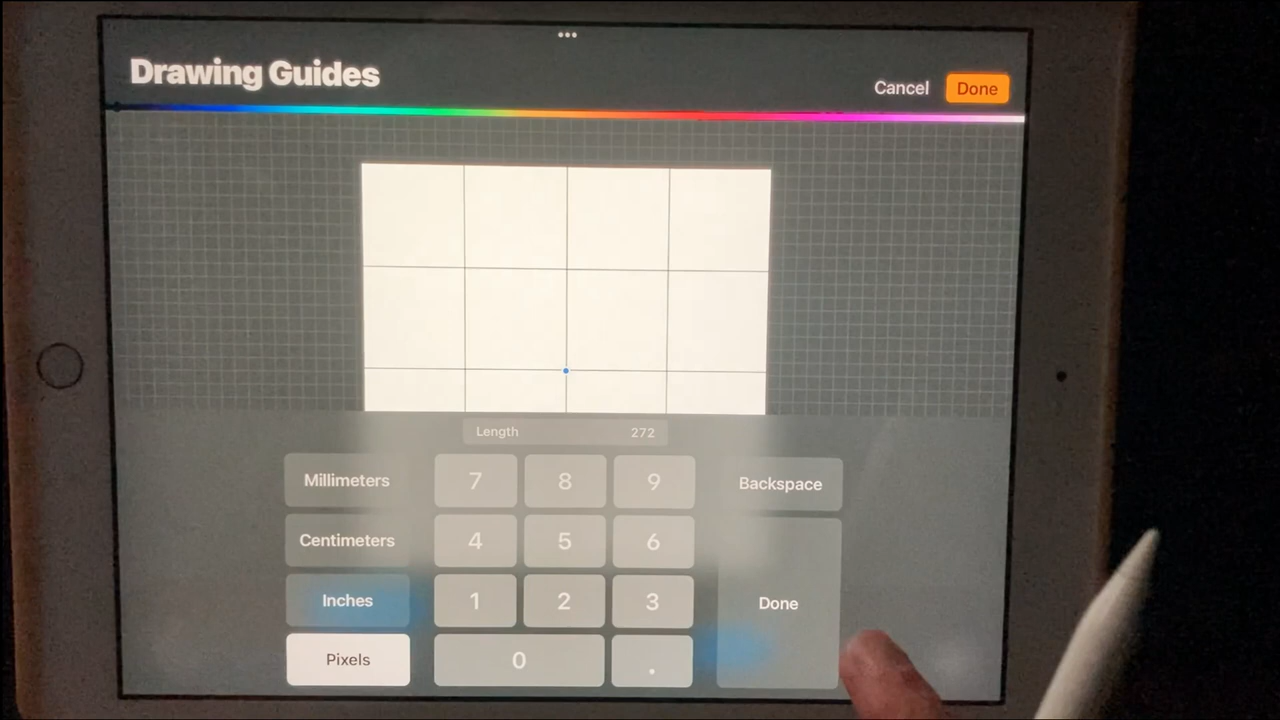 •••
Drawing Guides
Cancel Done
Length 272
Millimeters 7 8 9 Backspace
Centimeters 4 5 6
Inches 1 2 3 Done
Pixels 0 .